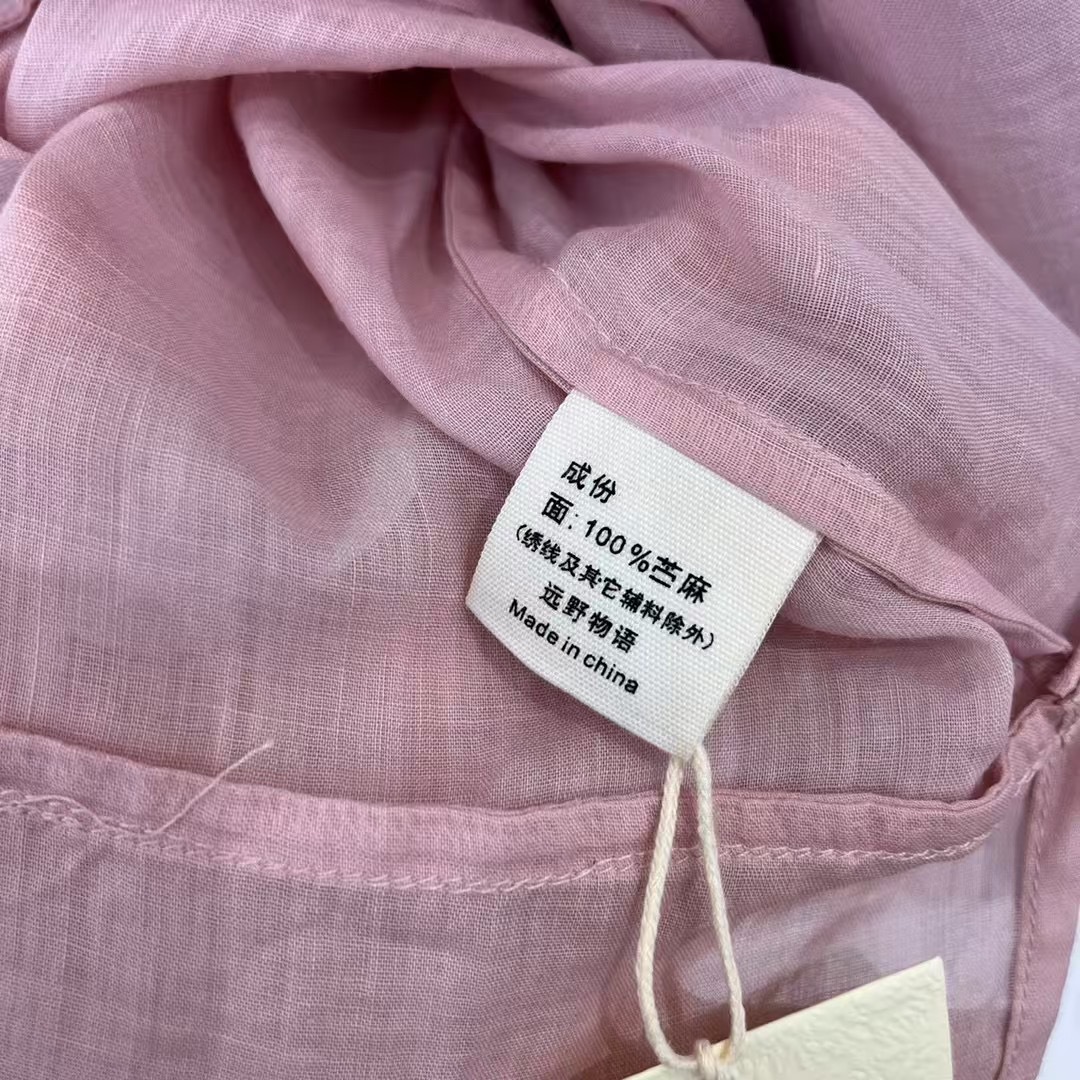 成份
面:100%苎麻
(绣线及其它辅料除外)
远野物语
Made in china